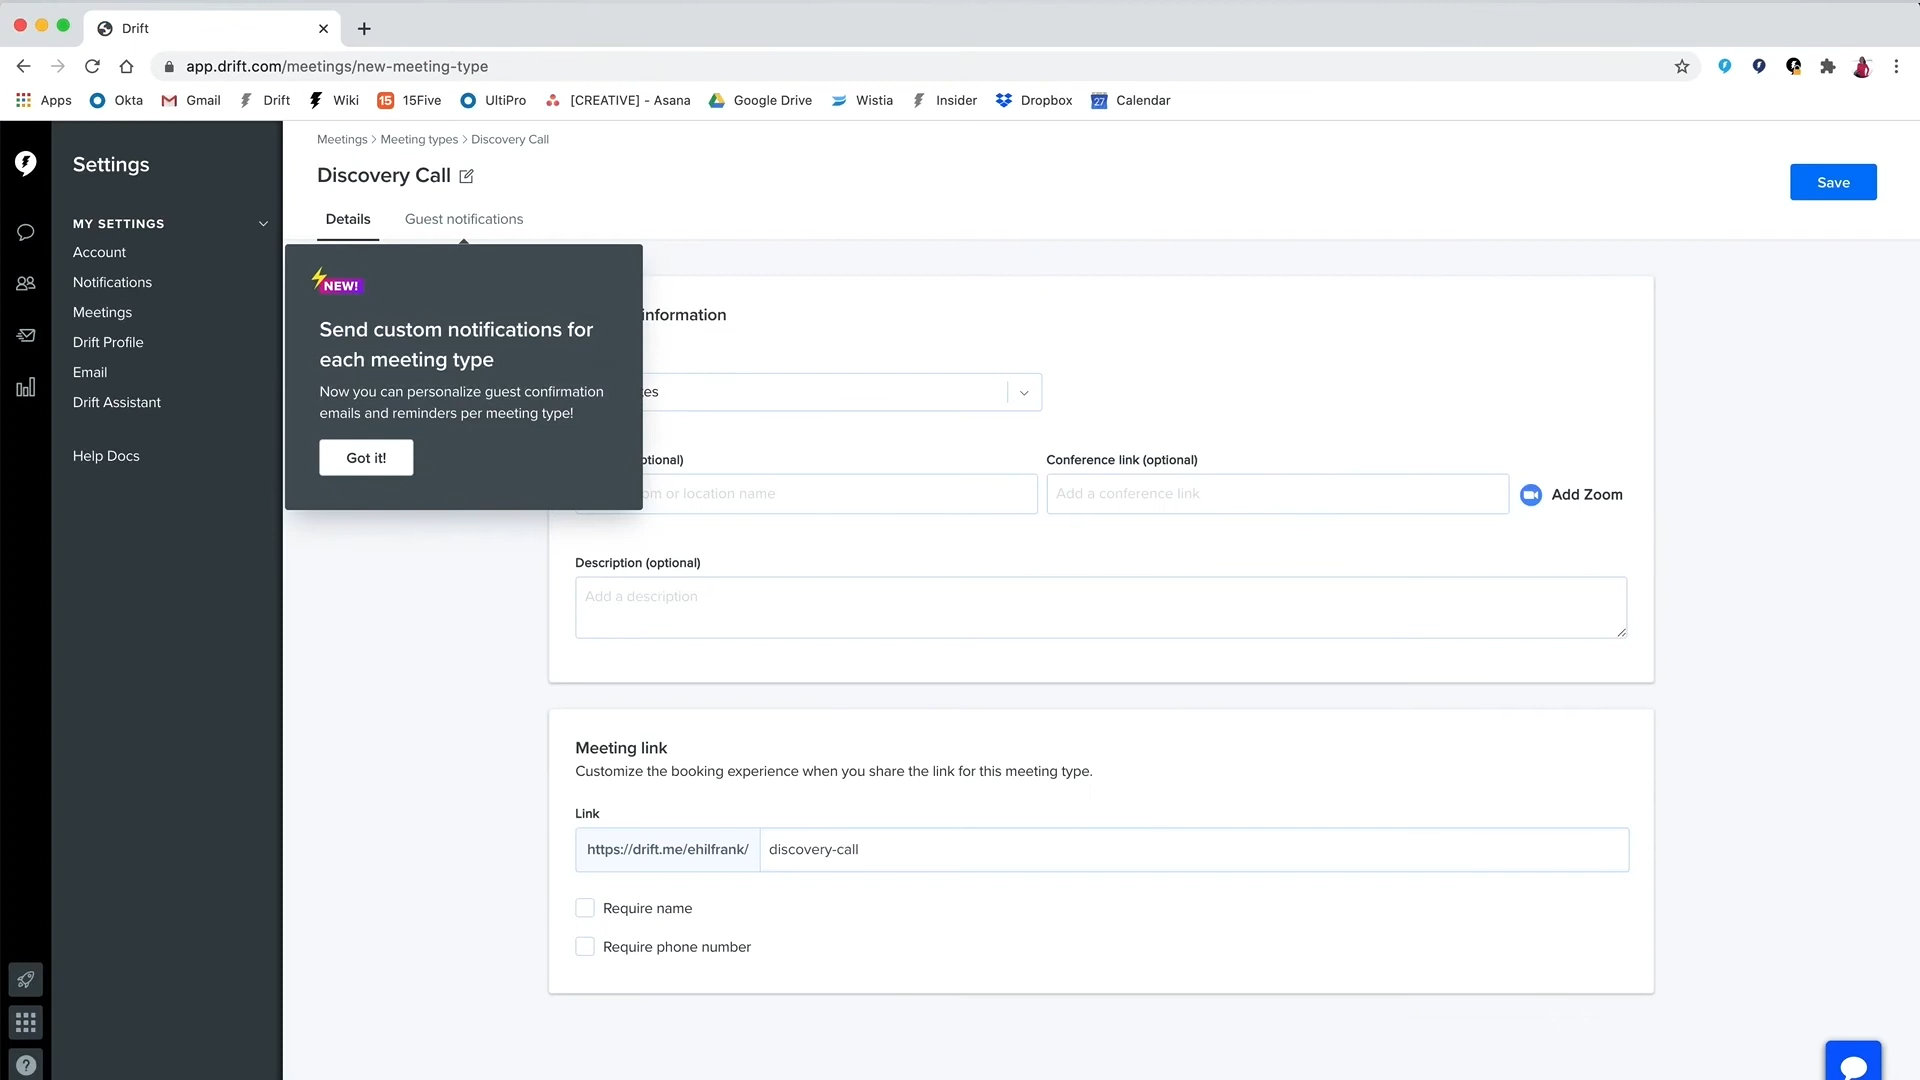 Drift
app.drift.com/meetings/new-meeting-type
Apps Okta Gmail Drift Wiki 15 15Five UltiPro [CREATIVE] - Asana Google Drive Wistia Insider Dropbox 27 Calendar
Settings
MY SETTINGS
Account
Notifications
Meetings
Drift Profile
Email
Drift Assistant
Help Docs
?
Meetings > Meeting types > Discovery Call
Discovery Call
Save
Details Guest notifications
NEW!
Send custom notifications for
each meeting type
Now you can personalize guest confirmation
emails and reminders per meeting type!
Got it!
information
Conference link (optional)
or location name
Add a conference link
Add Zoom
Description (optional)
Add a description
Meeting link
Customize the booking experience when you share the link for this meeting type.
Link
https://drift.me/ehilfrank/ discovery-call
Require name
Require phone number